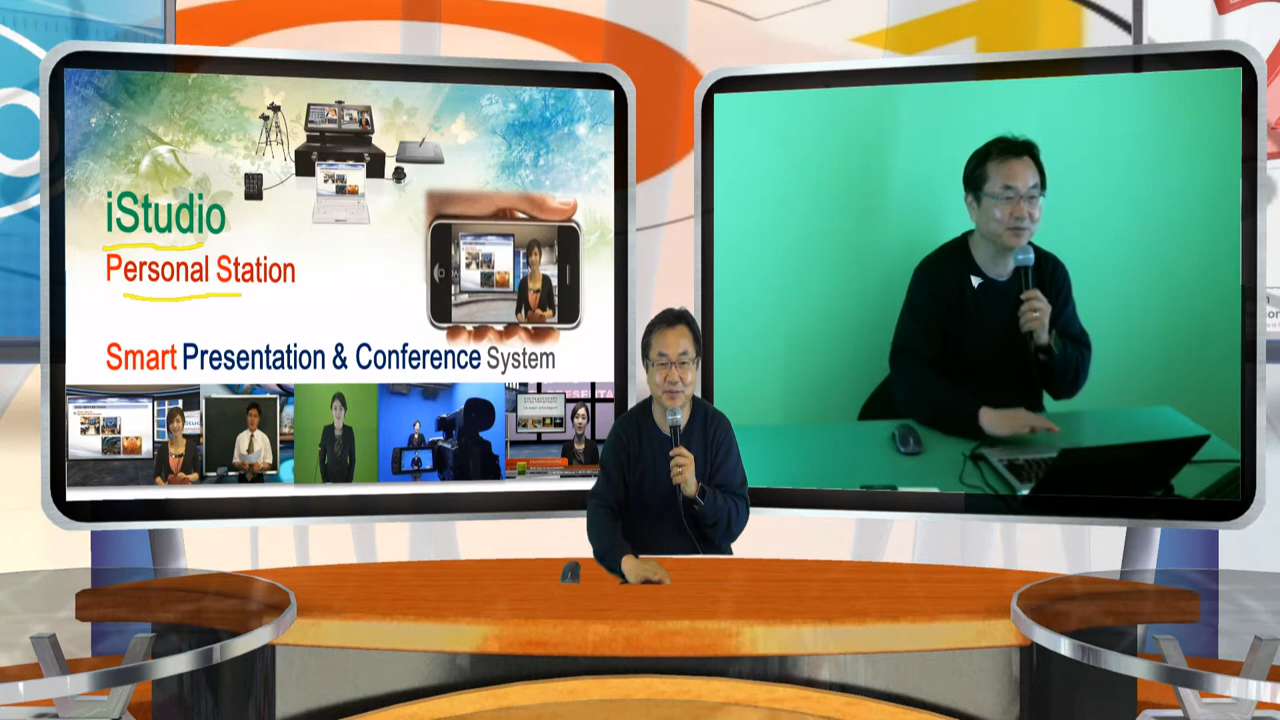 iStudio
Personal Station
Smart Presentation & Conference System